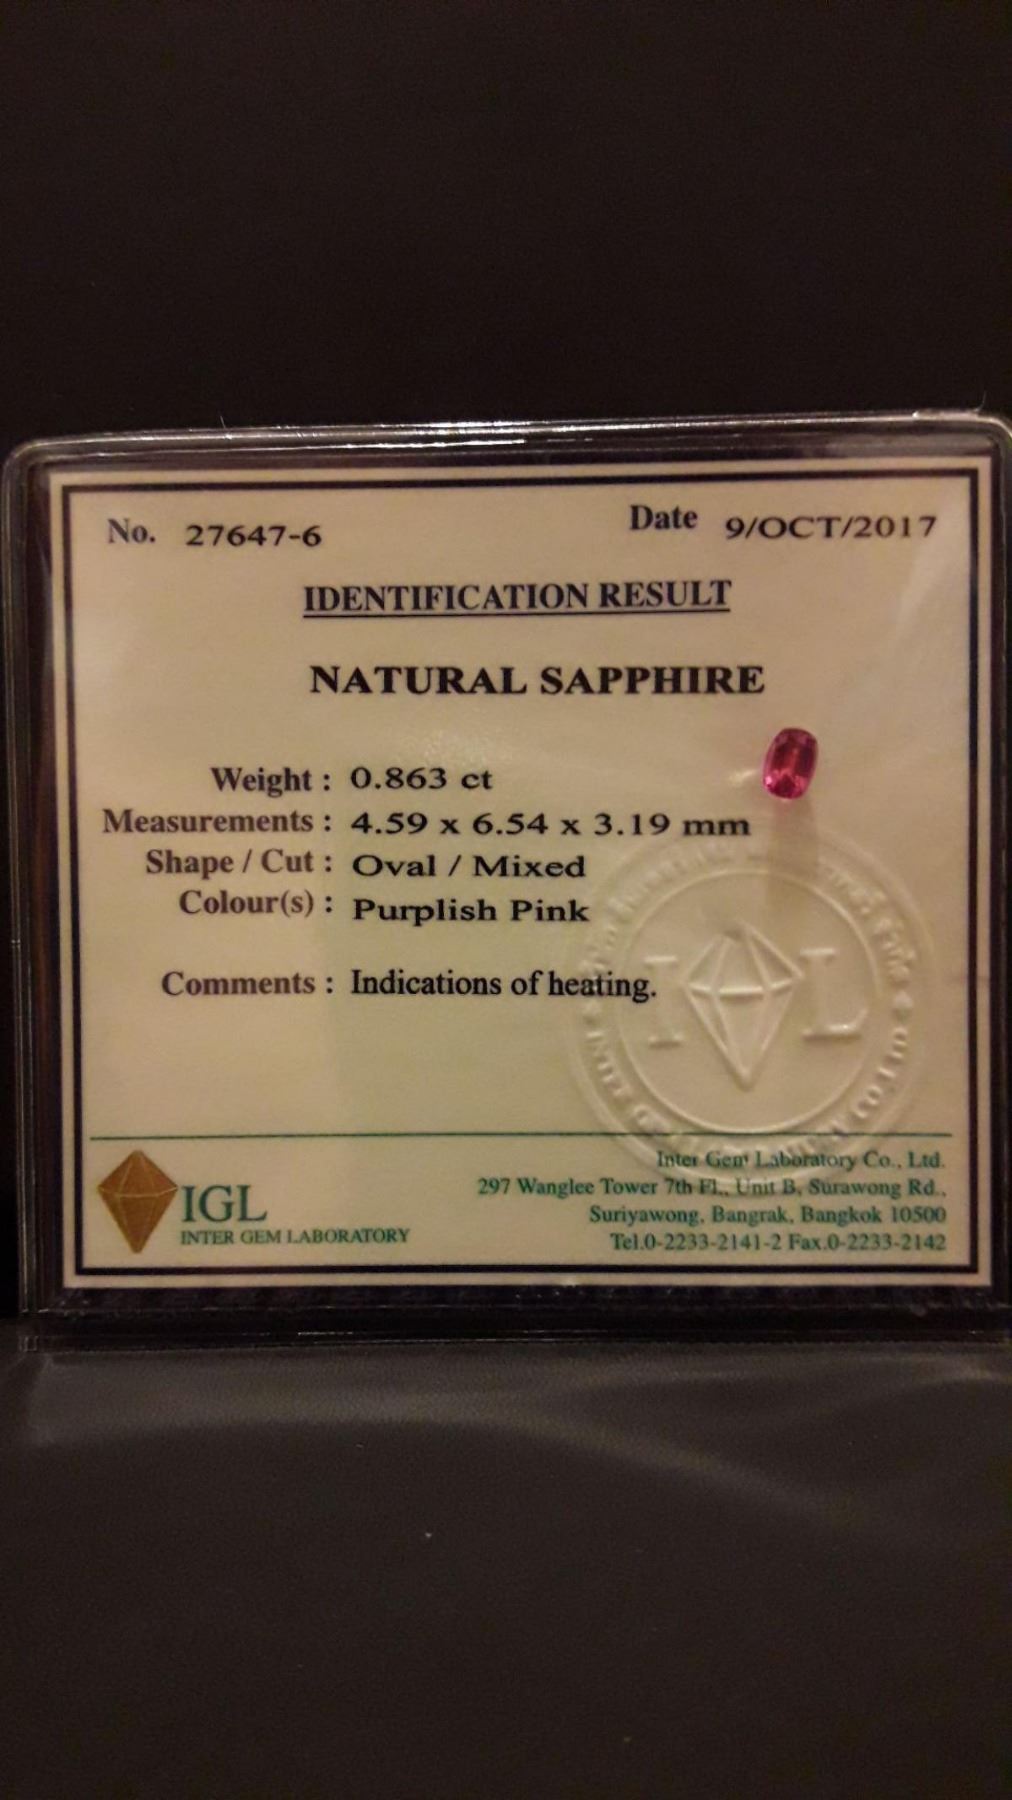 No. 27647-6 Date 9/OCT/2017
IDENTIFICATION RESULT
NATURAL SAPPHIRE
Weight : 0.863 ct
Measurements : 4.59 x 6.54 x 3.19 mm
Shape / Cut : Oval / Mixed
Colour(s) : Purplish Pink
Comments : Indications of heating.
I L
IGL
INTER GEM LABORATORY
Inter Gem Laboratory Co., Ltd.
297 Wanglee Tower 7th Fl., Unit B, Surawong Rd.,
Suriyawong, Bangrak, Bangkok 10500
Tel.0-2233-2141-2 Fax.0-2233-2142